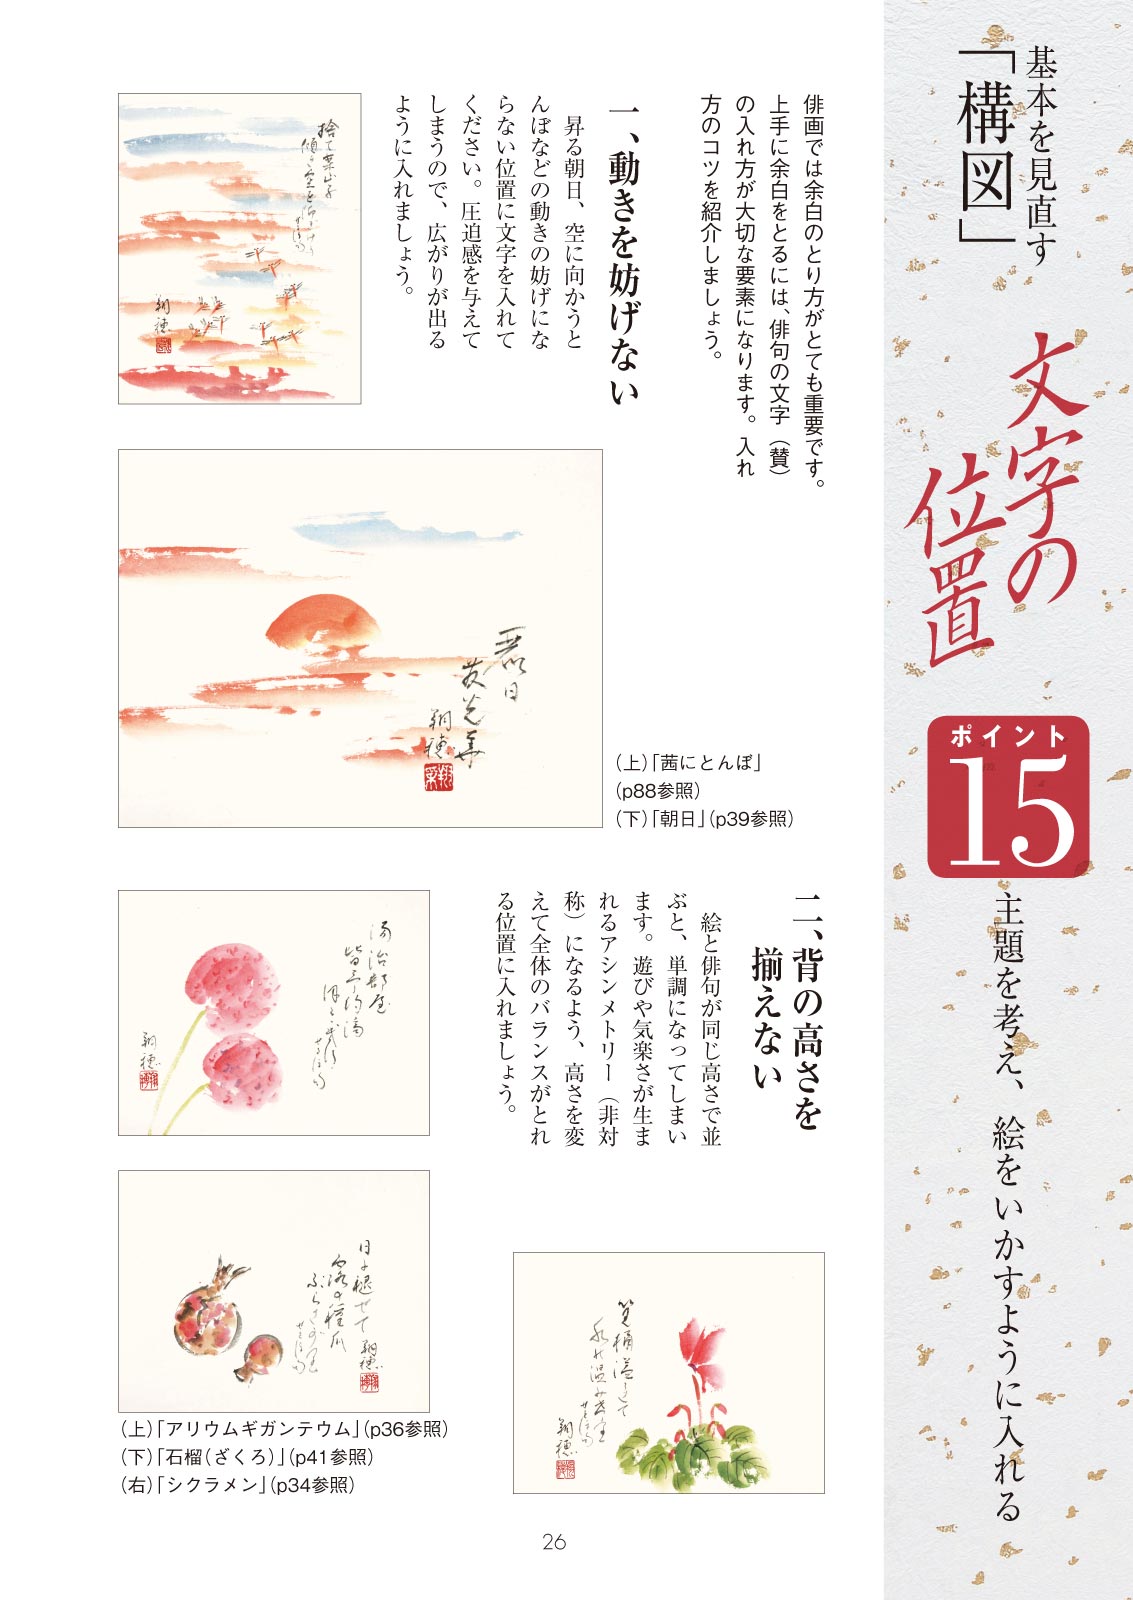 基本を見直す
「構図」
文字の
位置
ポイント
15
主題を考え、絵をいかすように入れる
俳画では余白のとり方がとても重要です。
上手に余白をとるには、俳句の文字（賛）
の入れ方が大切な要素になります。入れ
方のコツを紹介しましょう。
一、動きを妨げない
昇る朝日、空に向かうと
んぼなどの動きの妨げにな
らない位置に文字を入れて
ください。圧迫感を与えて
しまうので、広がりが出る
ように入れましょう。
翔穂
翔穂
（上）「茜にとんぼ」
（p88参照）
（下）「朝日」（p39参照）
二、背の高さを
揃えない
絵と俳句が同じ高さで並
ぶと、単調になってしまい
ます。遊びや気楽さが生ま
れるアシンメトリー（非対
称）になるよう、高さを変
えて全体のバランスがとれ
る位置に入れましょう。
翔穂
翔穂
翔穂
（上）「アリウムギガンテウム」（p36参照）
（下）「石榴（ざくろ）」（p41参照）
（右）「シクラメン」（p34参照）
26